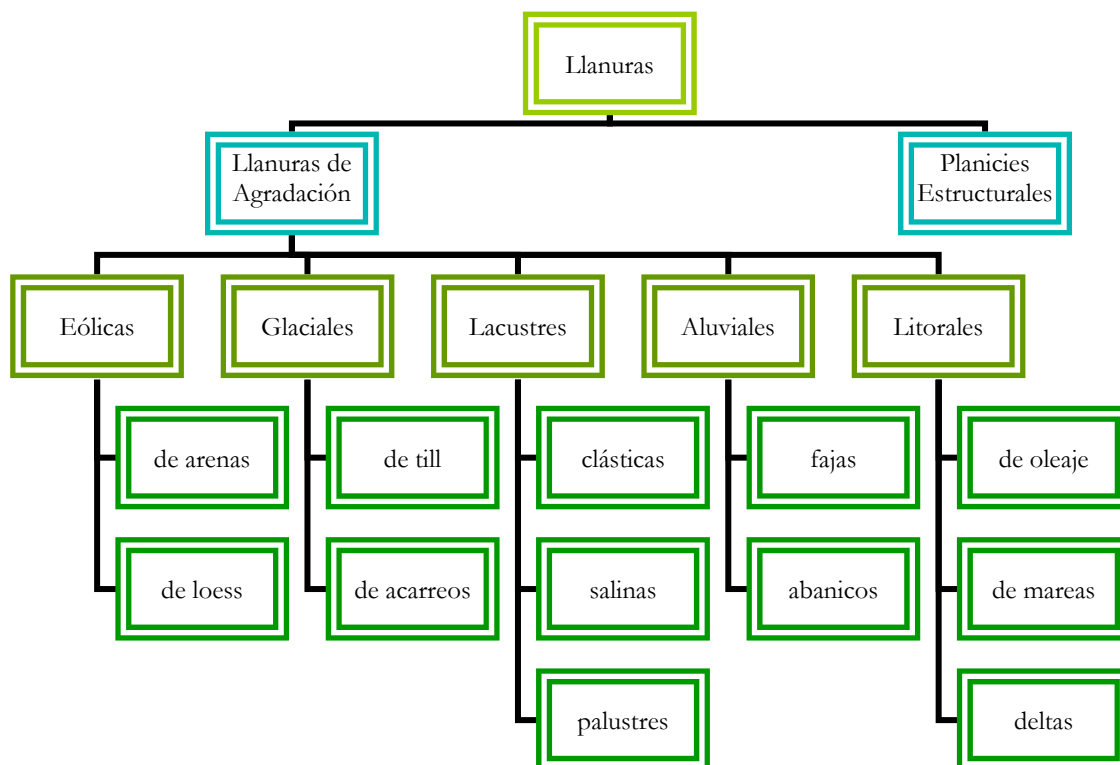 Llanuras
Llanuras de
Agradación
Planicies
Estructurales
Eólicas
Glaciales
Lacustres
Aluviales
Litorales
de arenas
de till
clásticas
fajas
de oleaje
de loess
de acarreos
salinas
abanicos
de mareas
palustres
deltas